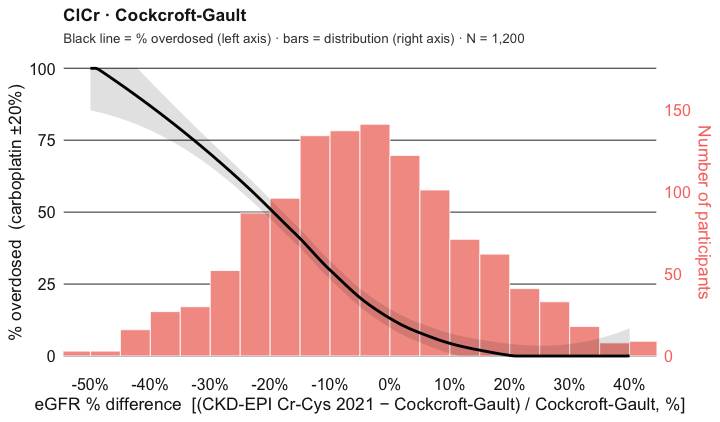 ClCr · Cockcroft-Gault
Black line = % overdosed (left axis) · bars = distribution (right axis) · N = 1,200
% overdosed (carboplatin ±20%)
100
75
50
25
0
150
100
50
0
Number of participants
-50% -40% -30% -20% -10% 0% 10% 20% 30% 40%
eGFR % difference [(CKD-EPI Cr-Cys 2021 − Cockcroft-Gault) / Cockcroft-Gault, %]